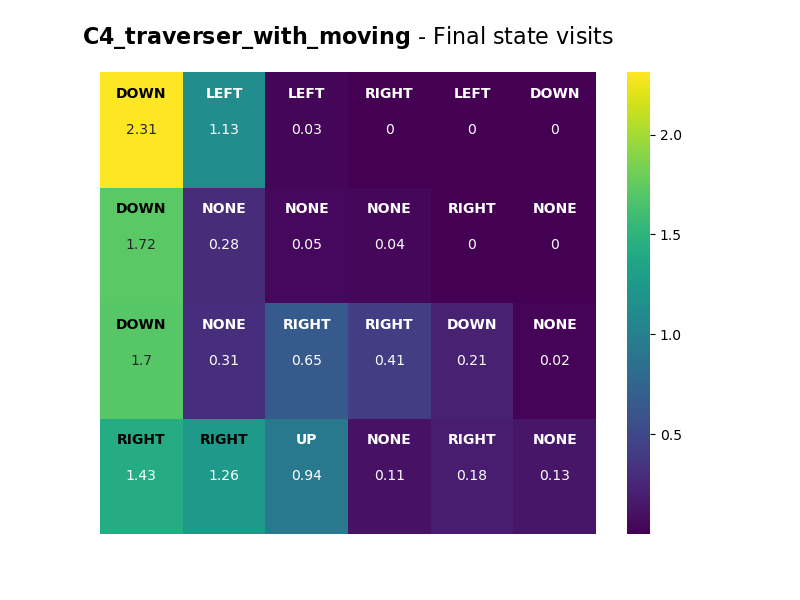 C4_traverser_with_moving - Final state visits
DOWN LEFT LEFT RIGHT LEFT DOWN
2.31 1.13 0.03 0 0 0
DOWN NONE NONE NONE RIGHT NONE
1.72 0.28 0.05 0.04 0 0
DOWN NONE RIGHT RIGHT DOWN NONE
1.7 0.31 0.65 0.41 0.21 0.02
RIGHT RIGHT UP NONE RIGHT NONE
1.43 1.26 0.94 0.11 0.18 0.13
2.0
1.5
1.0
0.5